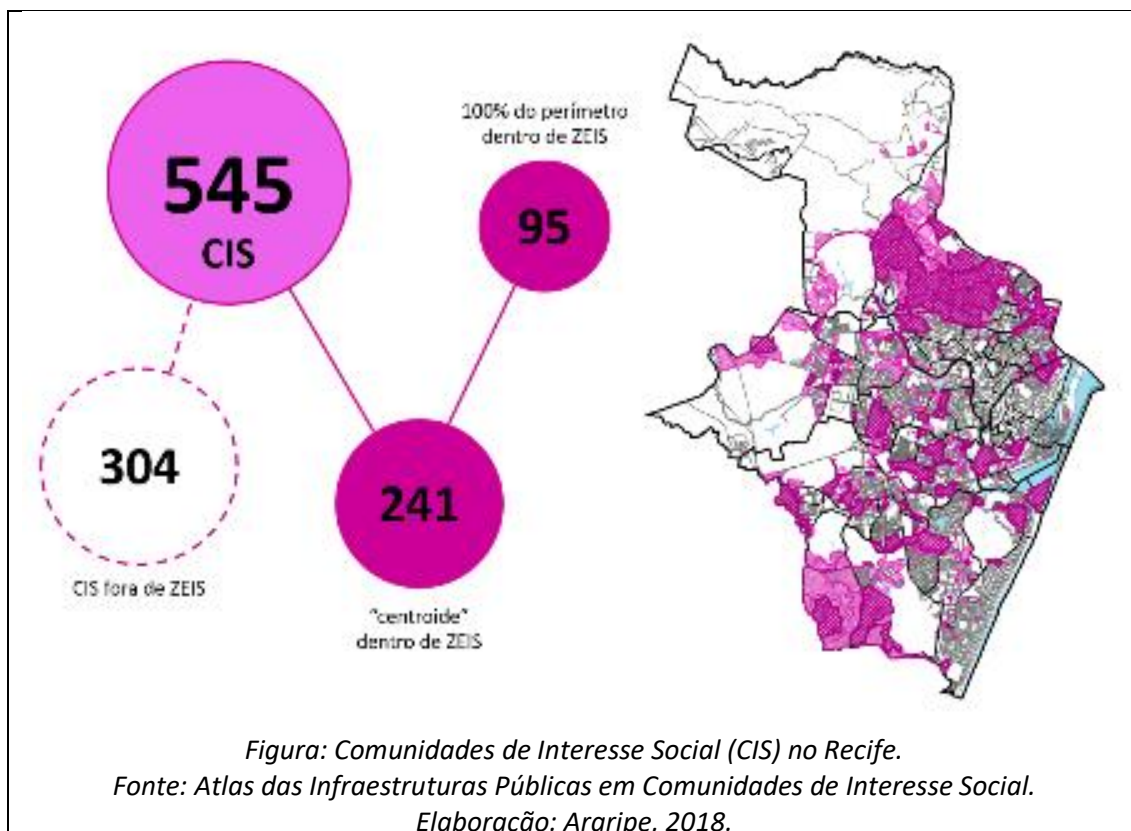 545
CIS
100% do perímetro
dentro de ZEIS
95
304
CIS fora de ZEIS
241
"centroide"
dentro de ZEIS
Figura: Comunidades de Interesse Social (CIS) no Recife.
Fonte: Atlas das Infraestruturas Públicas em Comunidades de Interesse Social.
Elaboração: Araripe, 2018.